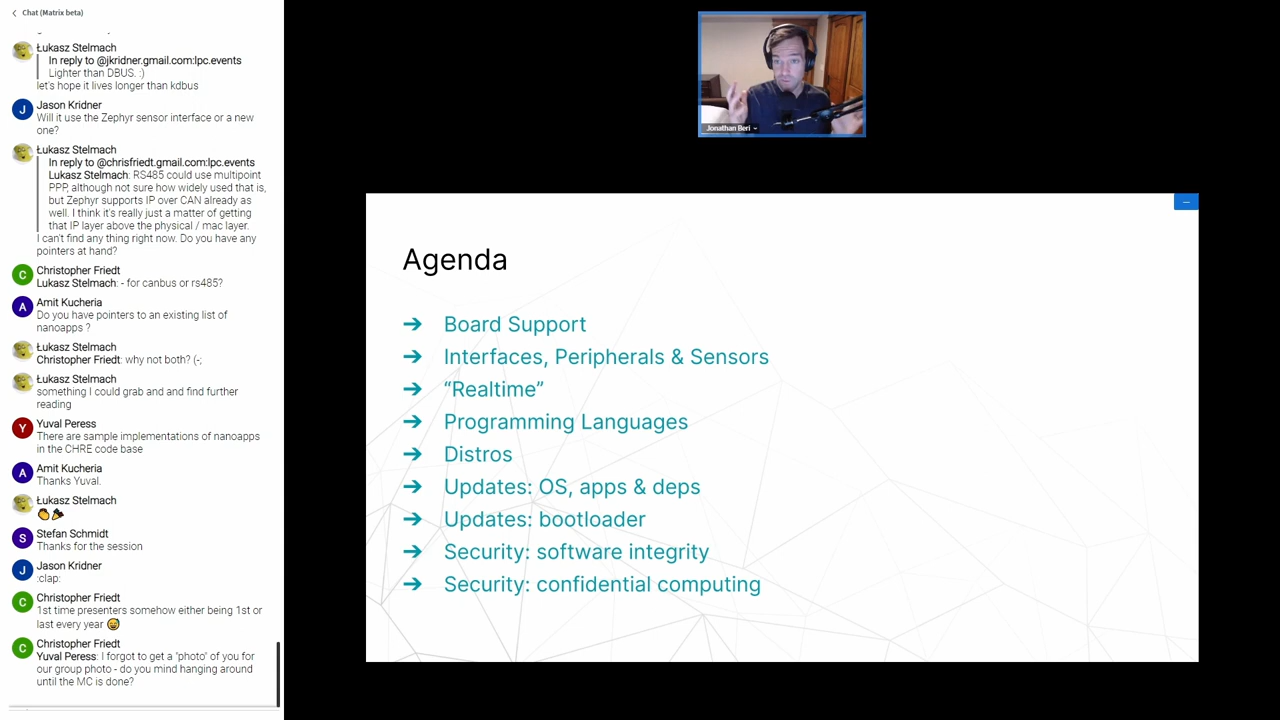 Chat (Matrix beta)
Łukasz Stelmach
In reply to @jkridner.gmail.com:lpc.events
Lighter than DBUS. :)
let's hope it lives longer than kdbus
Jason Kridner
Will it use the Zephyr sensor interface or a new
one?
Łukasz Stelmach
In reply to @chrisfriedt.gmail.com:lpc.events
Łukasz Stelmach: RS485 could use multipoint
PPP, although not sure how widely used that is,
but Zephyr supports IP over CAN already as
well. I think it's really just a matter of getting
that IP layer above the physical / mac layer.
I can't find any thing right now. Do you have any
pointers at hand?
Christopher Friedt
Łukasz Stelmach: - for canbus or rs485?
Amit Kucheria
Do you have pointers to an existing list of
nanoapps ?
Łukasz Stelmach
Christopher Friedt: why not both? (-;
Łukasz Stelmach
something I could grab and and find further
reading
Yuval Peress
There are sample implementations of nanoapps
in the CHRE code base
Amit Kucheria
Thanks Yuval.
Łukasz Stelmach
👏🎉
Stefan Schmidt
Thanks for the session
Jason Kridner
:clap:
Christopher Friedt
1st time presenters somehow either being 1st or
last every year 😅
Christopher Friedt
Yuval Peress: I forgot to get a "photo" of you for
our group photo - do you mind hanging around
until the MC is done?
Jonathan Beri
Agenda
➔ Board Support
➔ Interfaces, Peripherals & Sensors
➔ “Realtime”
➔ Programming Languages
➔ Distros
➔ Updates: OS, apps & deps
➔ Updates: bootloader
➔ Security: software integrity
➔ Security: confidential computing